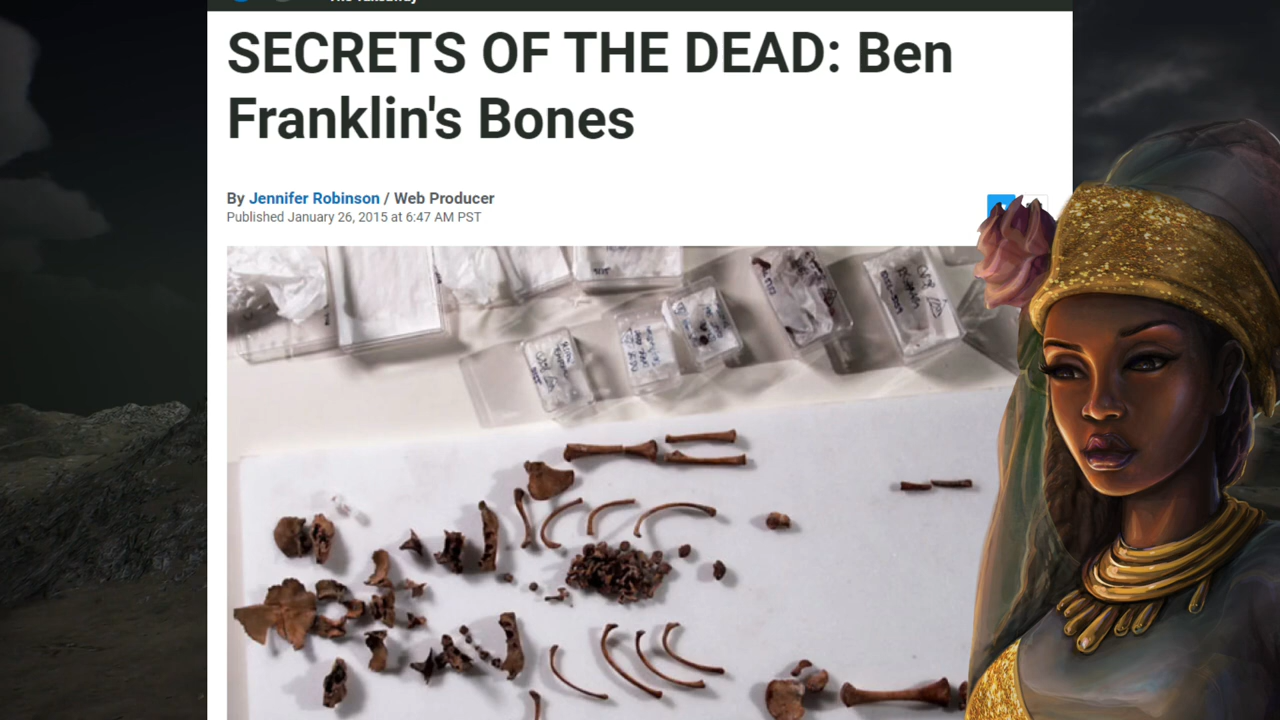 SECRETS OF THE DEAD: Ben
Franklin's Bones
By Jennifer Robinson / Web Producer
Published January 26, 2015 at 6:47 AM PST